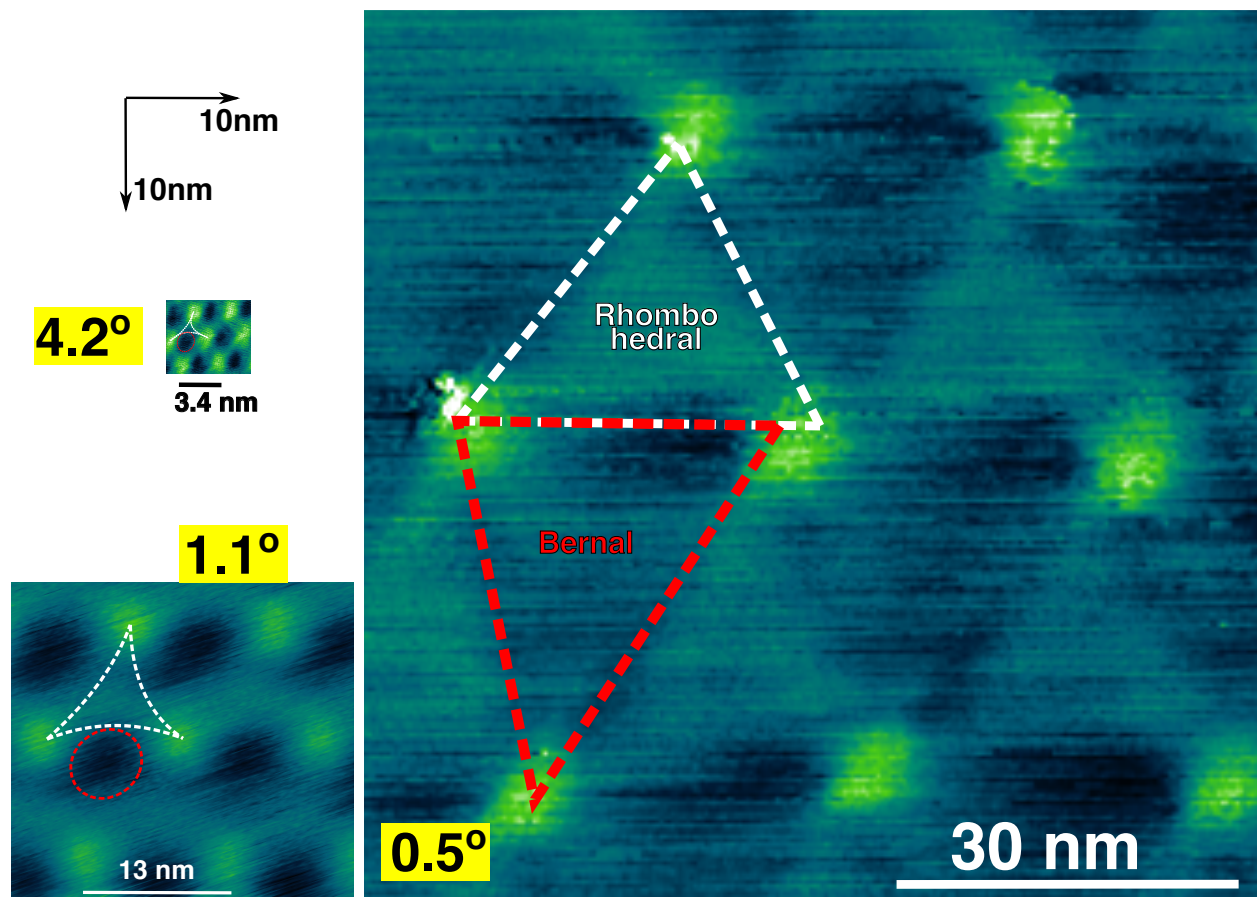 10nm
10nm
4.2º
3.4 nm
1.1º
13 nm
Rhombo
hedral
Bernal
0.5º
30 nm